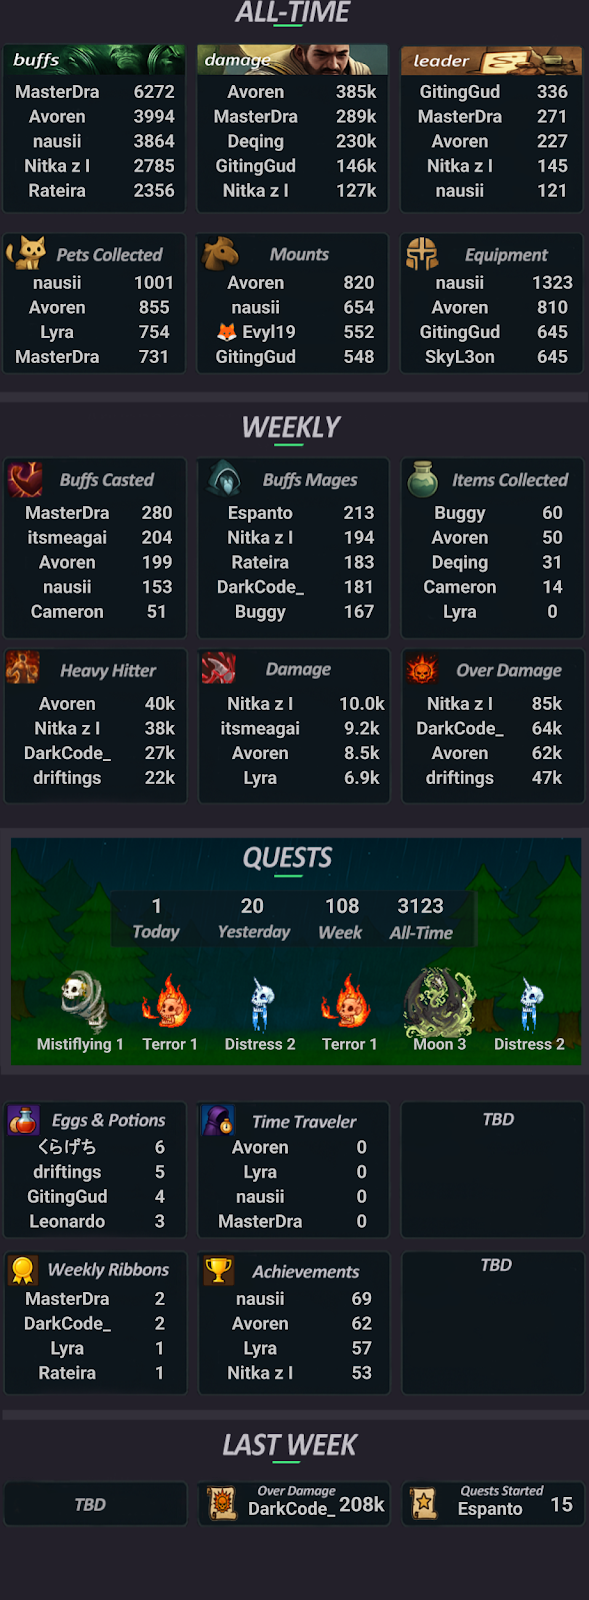 ALL-TIME
buffs
MasterDra 6272
Avoren 3994
nausii 3864
Nitka z l 2785
Rateira 2356
damage
Avoren 385k
MasterDra 289k
Deqing 230k
GitingGud 146k
Nitka z l 127k
leader
GitingGud 336
MasterDra 271
Avoren 227
Nitka z l 145
nausii 121
Pets Collected
nausii 1001
Avoren 855
Lyra 754
MasterDra 731
Mounts
Avoren 820
nausii 654
🦊 Evyl19 552
GitingGud 548
Equipment
nausii 1323
Avoren 810
GitingGud 645
SkyL3on 645
WEEKLY
Buffs Casted
MasterDra 280
itsmeagai 204
Avoren 199
nausii 153
Cameron 51
Buffs Mages
Espanto 213
Nitka z l 194
Rateira 183
DarkCode_ 181
Buggy 167
Items Collected
Buggy 60
Avoren 50
Deqing 31
Cameron 14
Lyra 0
Heavy Hitter
Avoren 40k
Nitka z l 38k
DarkCode_ 27k
driftings 22k
Damage
Nitka z l 10.0k
itsmeagai 9.2k
Avoren 8.5k
Lyra 6.9k
Over Damage
Nitka z l 85k
DarkCode_ 64k
Avoren 62k
driftings 47k
QUESTS
1 20 108 3123
Today Yesterday Week All-Time
Mistiflying 1 Terror 1 Distress 2 Terror 1 Moon 3 Distress 2
Eggs & Potions
くらげち 6
driftings 5
GitingGud 4
Leonardo 3
Time Traveler
Avoren 0
Lyra 0
nausii 0
MasterDra 0
TBD
Weekly Ribbons
MasterDra 2
DarkCode_ 2
Lyra 1
Rateira 1
Achievements
nausii 69
Avoren 62
Lyra 57
Nitka z l 53
TBD
LAST WEEK
TBD
Over Damage
DarkCode_ 208k
Quests Started
Espanto 15